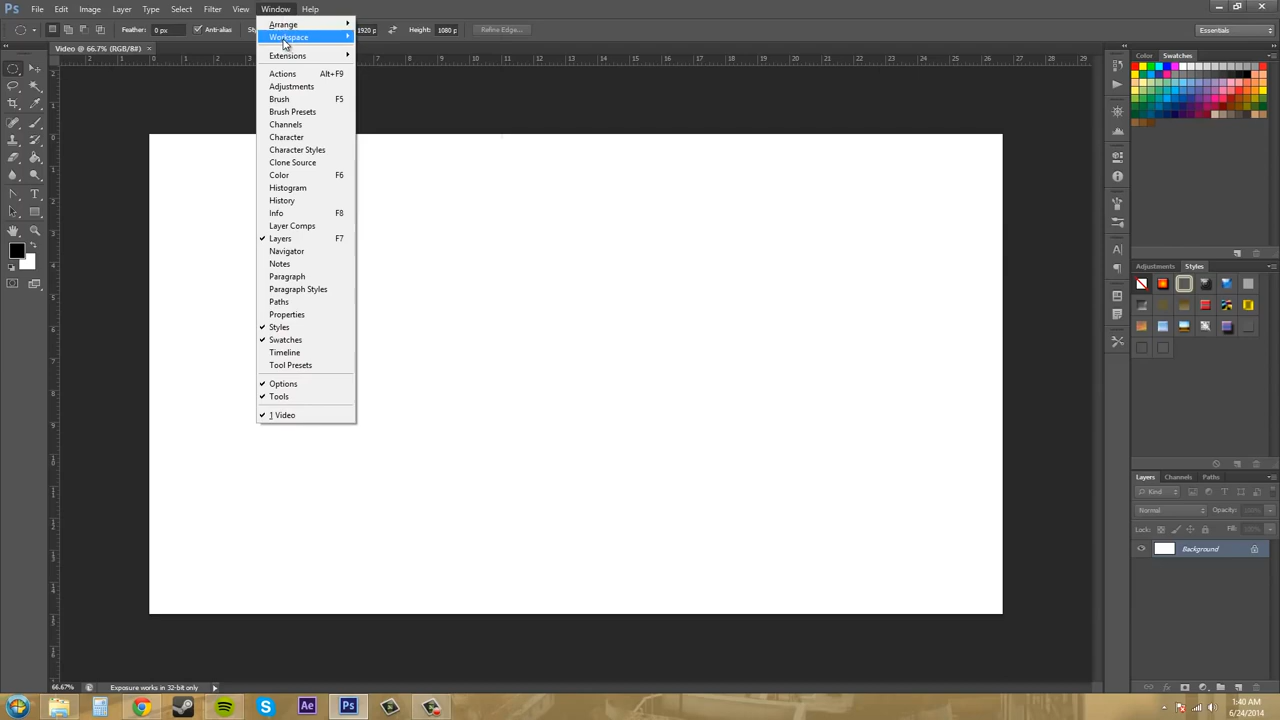 Ps File Edit Image Layer Type Select Filter View Window Help
Feather: 0 px Anti-alias 1920 p Height: 1080 p Refine Edge... Essentials
Video @ 66.7% (RGB/8#) ×
Arrange
Workspace
Extensions
Actions Alt+F9
Adjustments
Brush F5
Brush Presets
Channels
Character
Character Styles
Clone Source
Color F6
Histogram
History
Info F8
Layer Comps
Layers F7
Navigator
Notes
Paragraph
Paragraph Styles
Paths
Properties
Styles
Swatches
Timeline
Tool Presets
Options
Tools
1 Video
Color Swatches
Adjustments Styles
Layers Channels Paths
Kind
Normal Opacity: 100%
Lock: Fill: 100%
Background
66.67% Exposure works in 32-bit only
Ae Ps
1:40 AM
6/24/2014